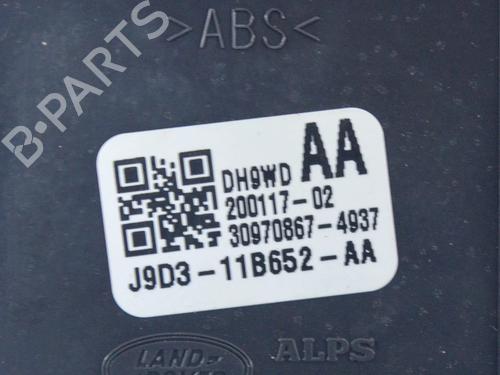 >ABS<
B-PARTS
DH9WD AA
200117-02
30970867-4937
J9D3-11B652-AA
LAND- ALPS